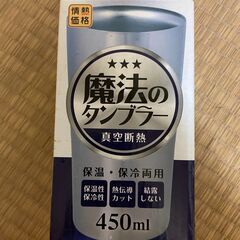 情熱
価格
★★★
魔法の
タンブラー
真空断熱
保温・保冷両用
保温性
保冷性
熱伝導
カット
結露
しない
450ml